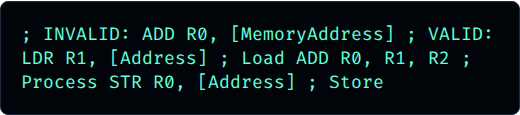 ; INVALID: ADD R0, [MemoryAddress] ; VALID:
LDR R1, [Address] ; Load ADD R0, R1, R2 ;
Process STR R0, [Address] ; Store